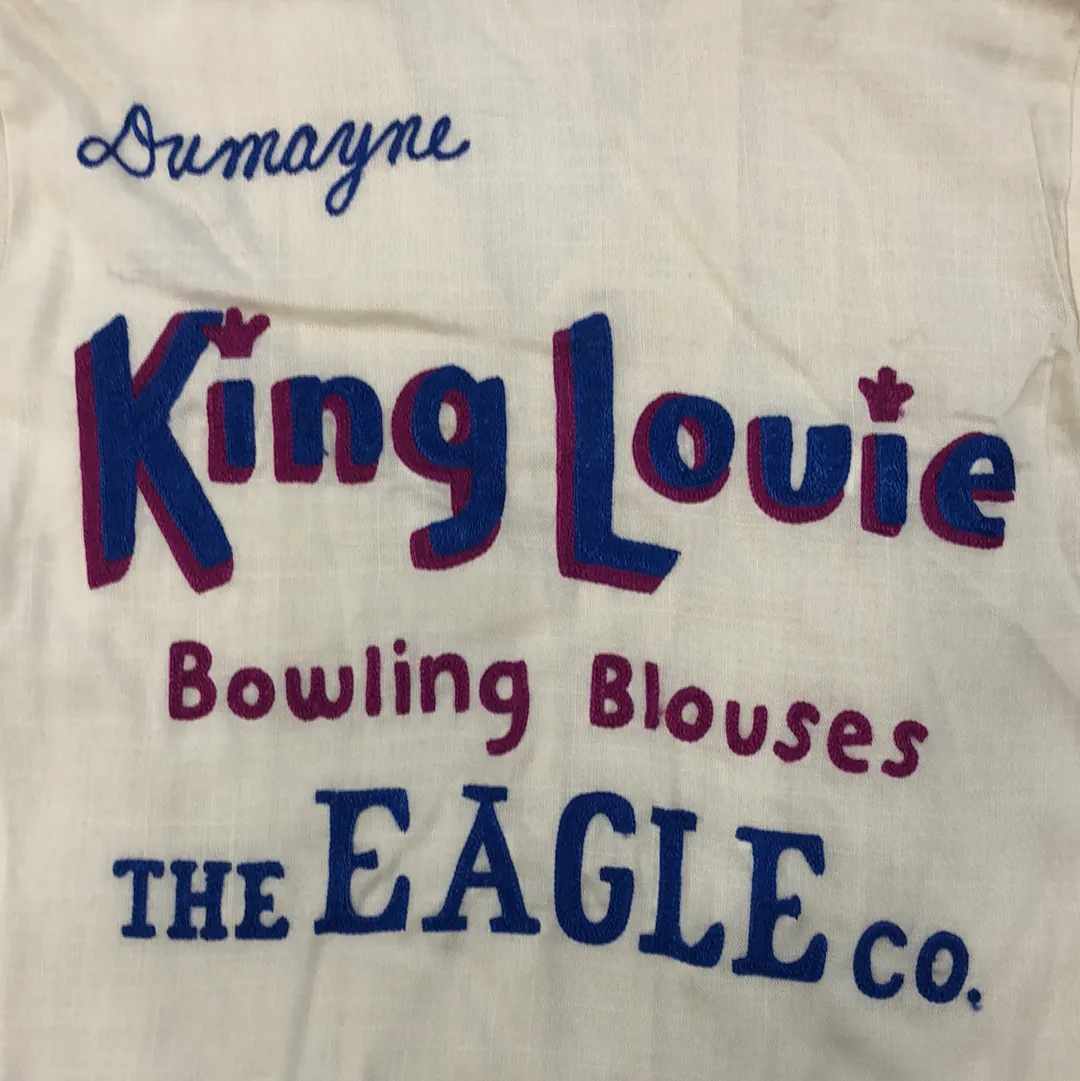 Dumayne
King Louie
Bowling Blouses
THE EAGLE CO.